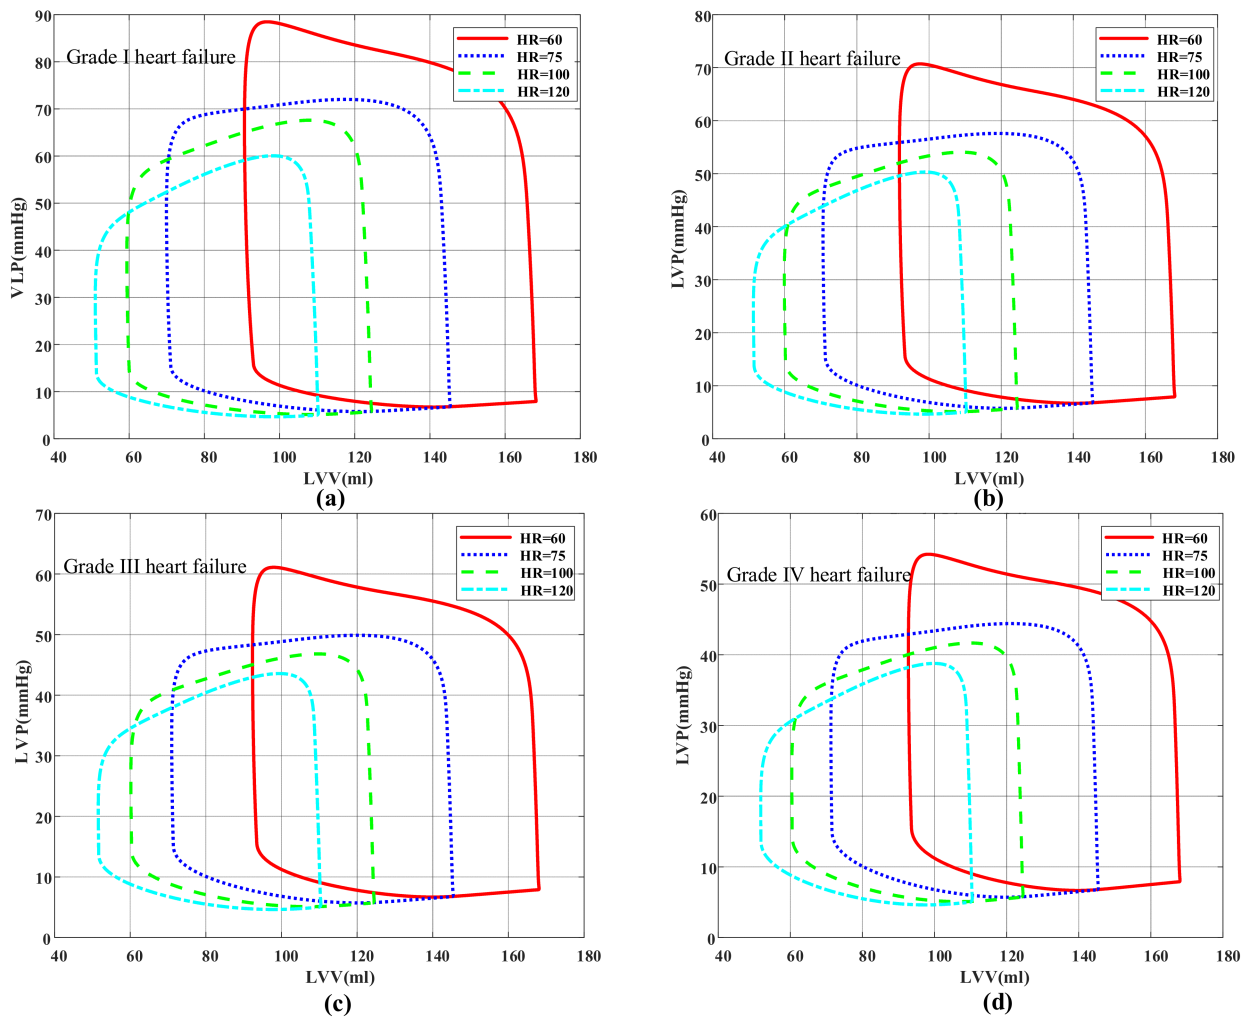 Grade I heart failure
HR=60
HR=75
HR=100
HR=120
90
80
70
60
50
40
30
20
10
0
VLP(mmHg)
40 60 80 100 120 140 160 180
LVV(ml)
(a)
Grade II heart failure
HR=60
HR=75
HR=100
HR=120
80
70
60
50
40
30
20
10
0
LVP(mmHg)
40 60 80 100 120 140 160 180
LVV(ml)
(b)
Grade III heart failure
HR=60
HR=75
HR=100
HR=120
70
60
50
40
30
20
10
0
LVP(mmHg)
40 60 80 100 120 140 160 180
LVV(ml)
(c)
Grade IV heart failure
HR=60
HR=75
HR=100
HR=120
60
50
40
30
20
10
0
LVP(mmHg)
40 60 80 100 120 140 160 180
LVV(ml)
(d)